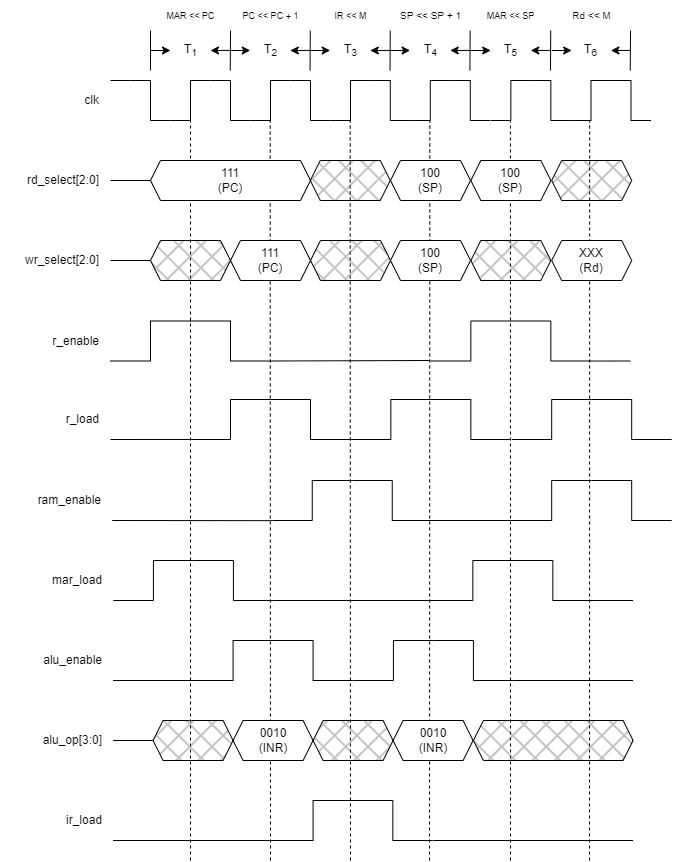 MAR << PC PC << PC + 1 IR << M SP << SP + 1 MAR << SP Rd << M
T1 T2 T3 T4 T5 T6
clk
rd_select[2:0]
111 100 100
(PC) (SP) (SP)
wr_select[2:0]
111 100 XXX
(PC) (SP) (Rd)
r_enable
r_load
ram_enable
mar_load
alu_enable
alu_op[3:0]
0010 0010
(INR) (INR)
ir_load